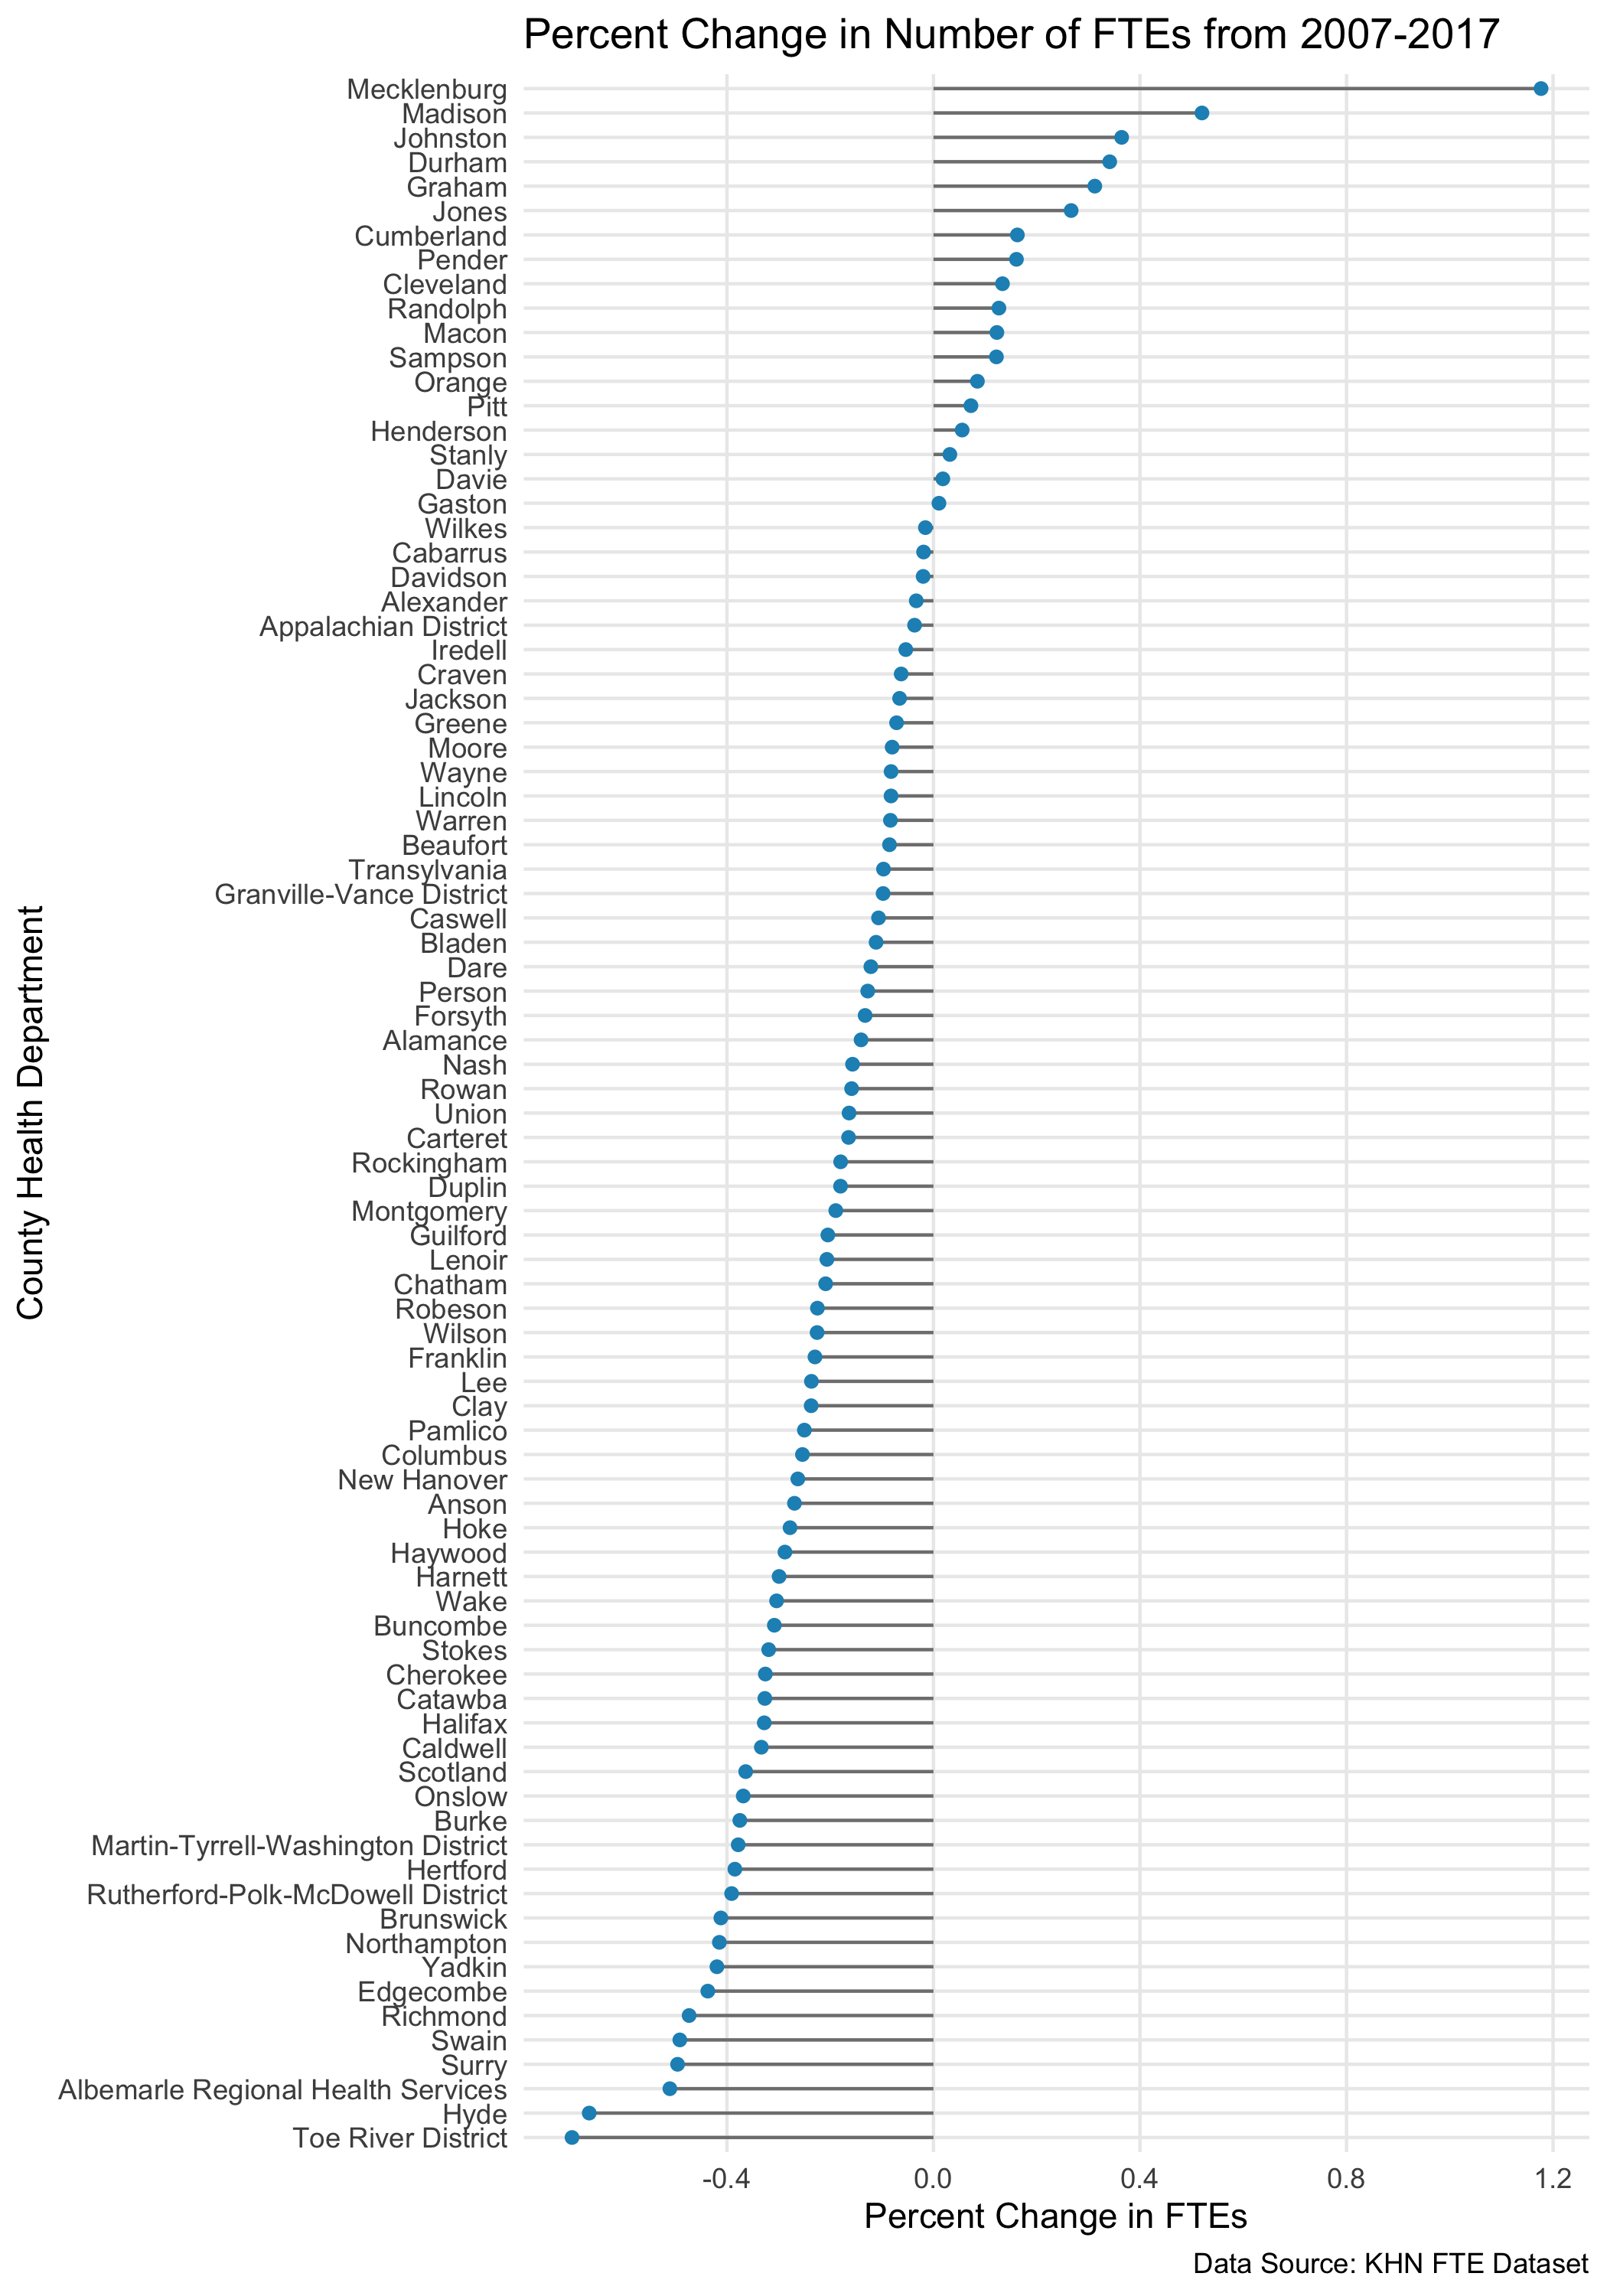 Percent Change in Number of FTEs from 2007-2017
Mecklenburg
Madison
Johnston
Durham
Graham
Jones
Cumberland
Pender
Cleveland
Randolph
Macon
Sampson
Orange
Pitt
Henderson
Stanly
Davie
Gaston
Wilkes
Cabarrus
Davidson
Alexander
Appalachian District
Iredell
Craven
Jackson
Greene
Moore
Wayne
Lincoln
Warren
Beaufort
Transylvania
Granville-Vance District
Caswell
Bladen
Dare
Person
Forsyth
Alamance
Nash
Rowan
Union
Carteret
Rockingham
Duplin
Montgomery
Guilford
Lenoir
Chatham
Robeson
Wilson
Franklin
Lee
Clay
Pamlico
Columbus
New Hanover
Anson
Hoke
Haywood
Harnett
Wake
Buncombe
Stokes
Cherokee
Catawba
Halifax
Caldwell
Scotland
Onslow
Burke
Martin-Tyrrell-Washington District
Hertford
Rutherford-Polk-McDowell District
Brunswick
Northampton
Yadkin
Edgecombe
Richmond
Swain
Surry
Albemarle Regional Health Services
Hyde
Toe River District
County Health Department
-0.4 0.0 0.4 0.8 1.2
Percent Change in FTEs
Data Source: KHN FTE Dataset